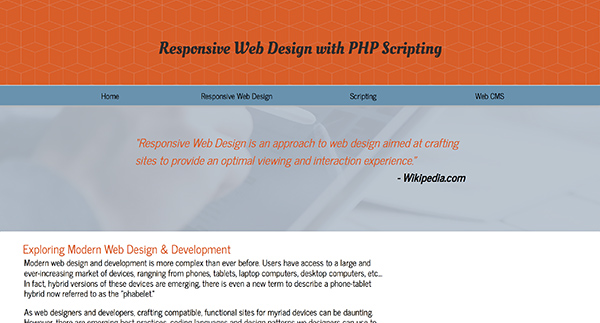 Responsive Web Design with PHP Scripting
Home Responsive Web Design Scripting Web CMS
"Responsive Web Design is an approach to web design aimed at crafting
sites to provide an optimal viewing and interaction experience."
- Wikipedia.com
Exploring Modern Web Design & Development
Modern web design and development is more complex than ever before. Users have access to a large and
ever-increasing market of devices, rangning from phones, tablets, laptop computers, desktop computers, etc...
In fact, hybrid versions of these devices are emerging, there is even a new term to describe a phone-tablet
hybrid now referred to as the "phabelet."
As web designers and developers, crafting compatible, functional sites for myriad devices can be daunting.
However, there are emerging best practices, coding languages and design patterns we designers can use to